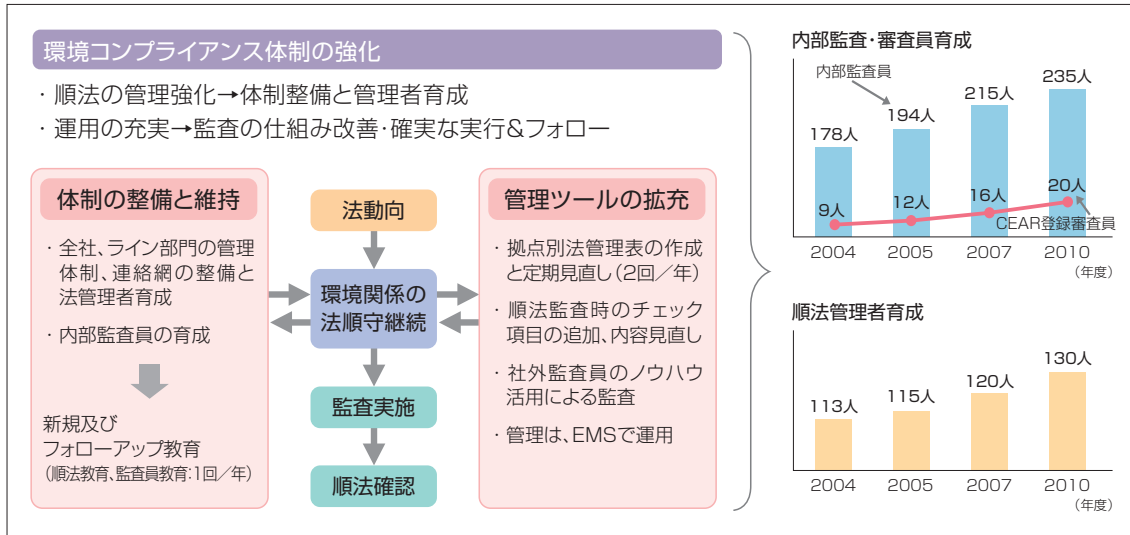 環境コンプライアンス体制の強化
・順法の管理強化→体制整備と管理者育成
・運用の充実→監査の仕組み改善・確実な実行&フォロー
体制の整備と維持
・全社、ライン部門の管理
体制、連絡網の整備と
法管理者育成
・内部監査員の育成
新規及び
フォローアップ教育
(順法教育、監査員教育:1回/年)
法動向
環境関係の
法順守継続
監査実施
順法確認
管理ツールの拡充
・拠点別法管理表の作成
と定期見直し(2回/年)
・順法監査時のチェック
項目の追加、内容見直し
・社外監査員のノウハウ
活用による監査
・管理は、EMSで運用
内部監査・審査員育成
内部監査員
178人
194人
215人
235人
9人
12人
16人
20人
CEAR登録審査員
2004 2005 2007 2010
(年度)
順法管理者育成
113人
115人
120人
130人
2004 2005 2007 2010
(年度)